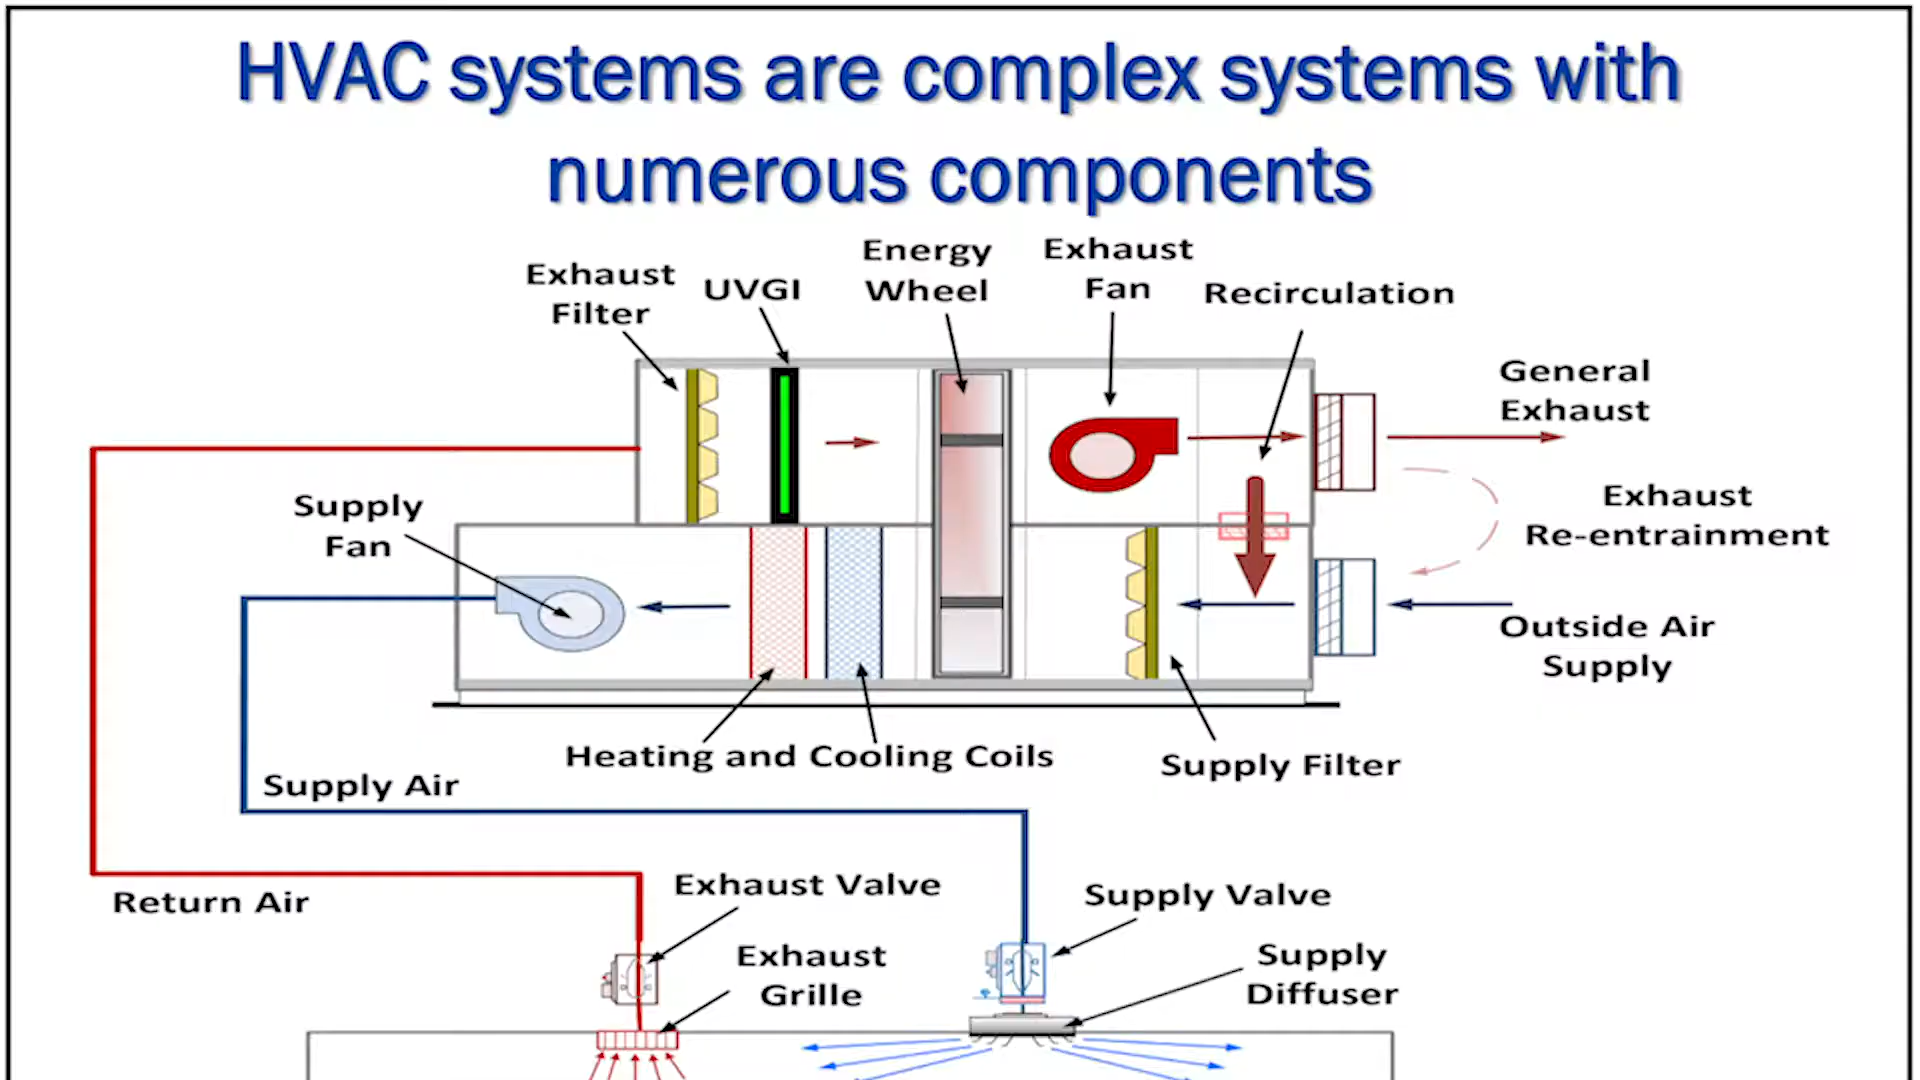 HVAC systems are complex systems with
numerous components
Exhaust
Filter
UVGI
Energy
Wheel
Exhaust
Fan
Recirculation
General
Exhaust
Exhaust
Re-entrainment
Outside Air
Supply
Supply
Fan
Heating and Cooling Coils
Supply Filter
Supply Air
Return Air
Exhaust Valve
Supply Valve
Exhaust
Grille
Supply
Diffuser